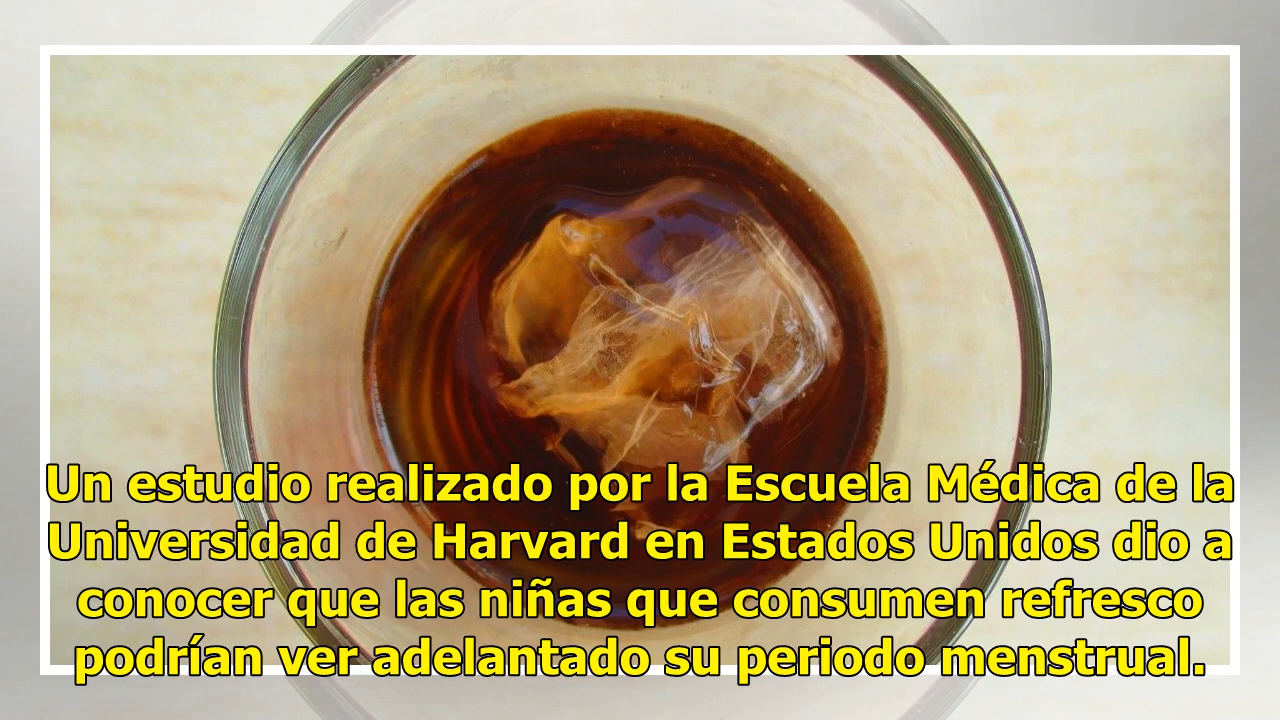 Un estudio realizado por la Escuela Médica de la
Universidad de Harvard en Estados Unidos dio a
conocer que las niñas que consumen refresco
podrían ver adelantado su periodo menstrual.